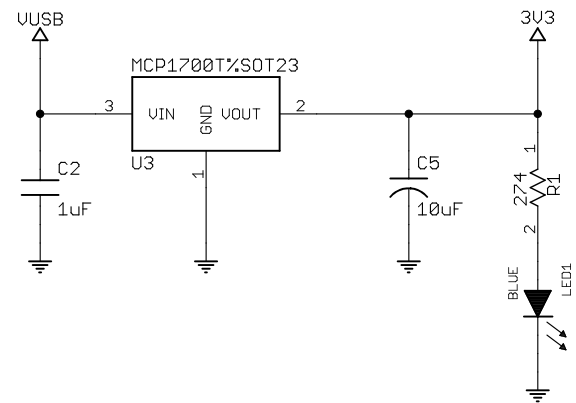 VUSB
3V3
MCP1700T%SOT23
3
VIN
GND
VOUT
2
U3
1
C2
1uF
C5
10uF
1
274
R1
2
BLUE
LED1